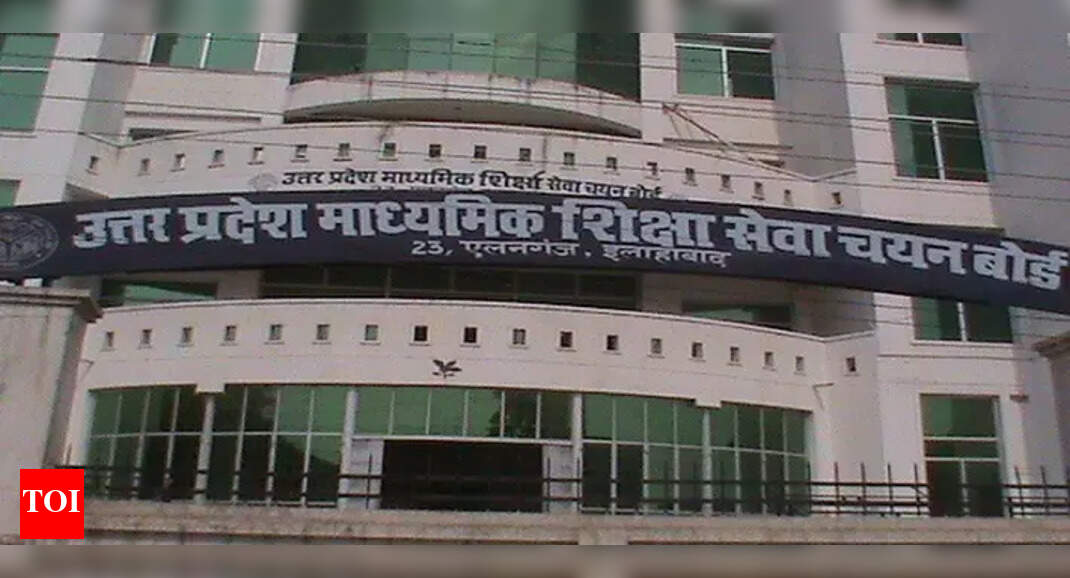 उत्तर प्रदेश माध्यमिक शिक्षा सेवा चयन बोर्ड
उत्तर प्रदेश माध्यमिक शिक्षा सेवा चयन बोर्ड
23, एलनगंज, इलाहाबाद
TOI